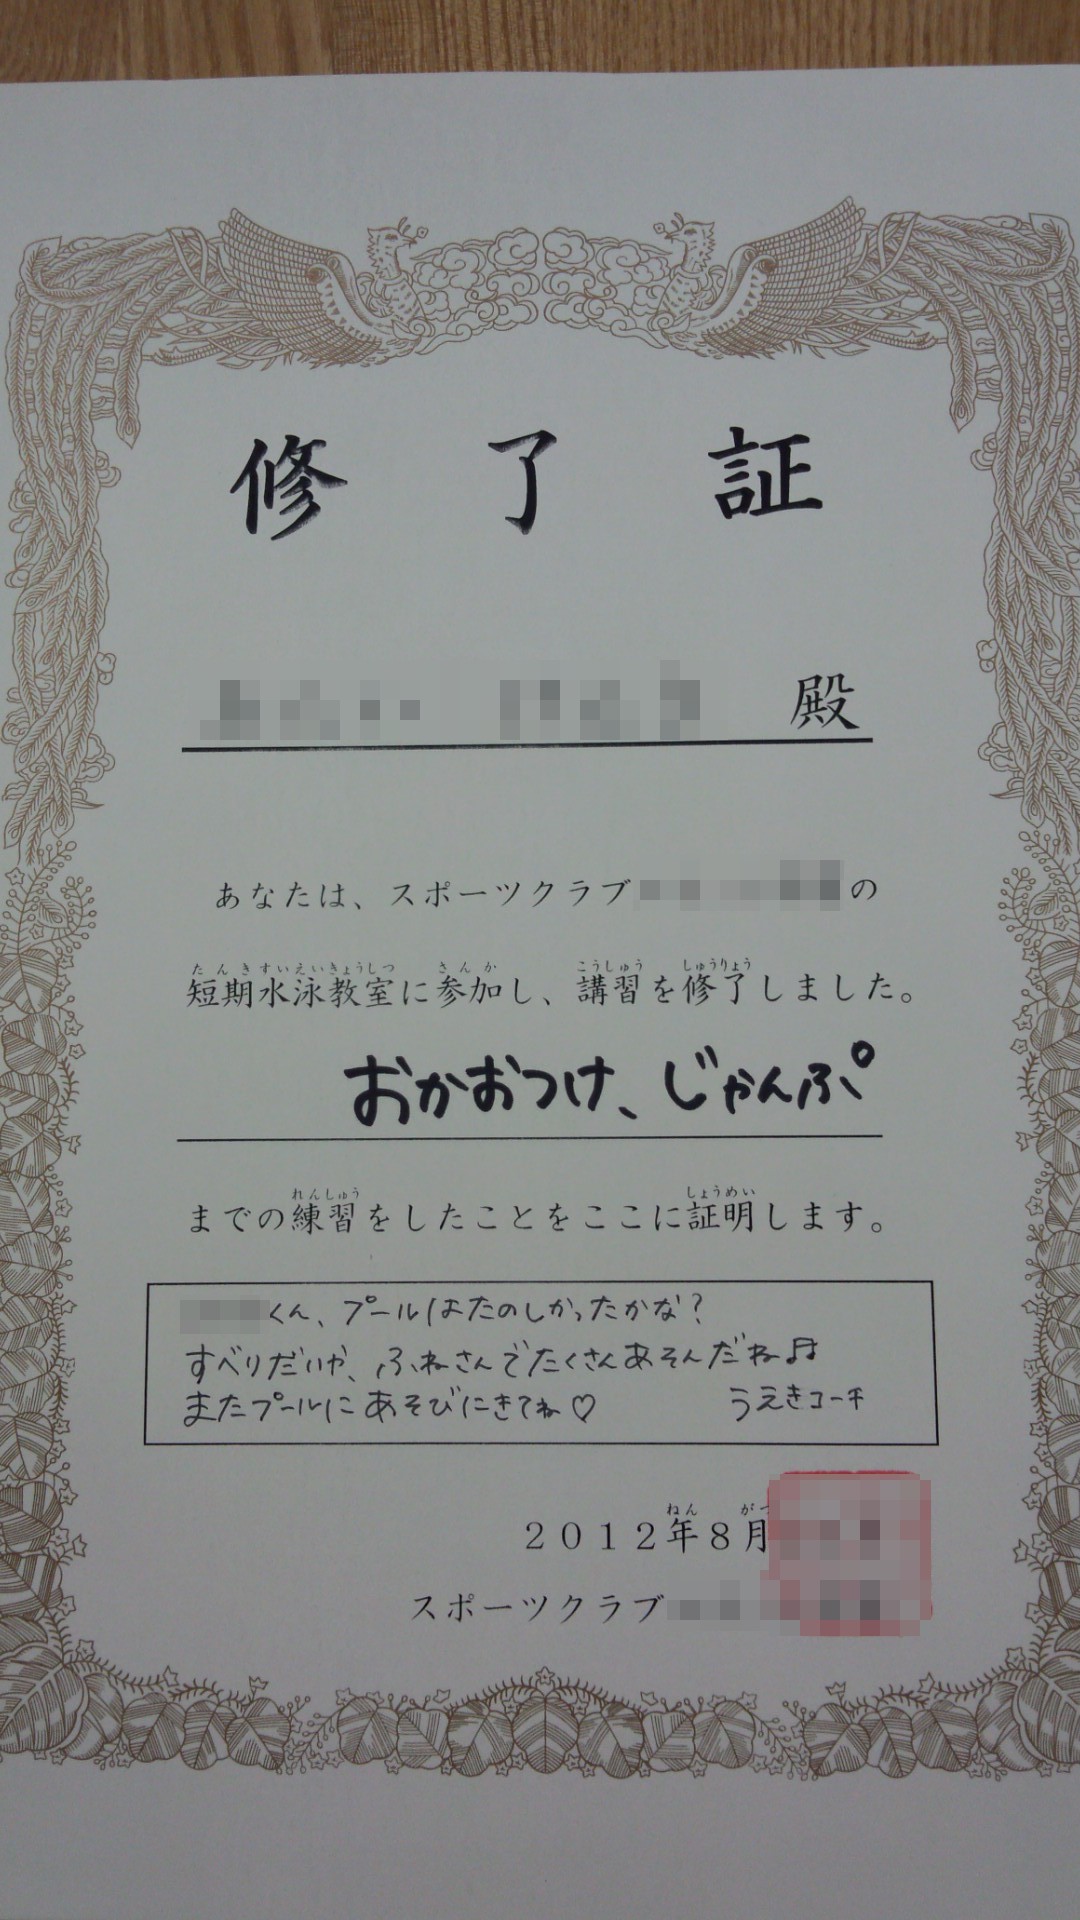 修了証
殿
あなたは、スポーツクラブ の
たんきすいえいきょうしつ さんか こうしゅう しゅうりょう
短期水泳教室に参加し、講習を修了しました。
おかおつけ、じゃんぷ
れんしゅう しょうめい
までの練習をしたことをここに証明します。
くん、プールはたのしかったかな?
すべりだいや、ふねさんでたくさんあそんだね♫
またプールにあそびにきてね♡ うえきコーチ
ねん がつ
2012年8月
スポーツクラブ